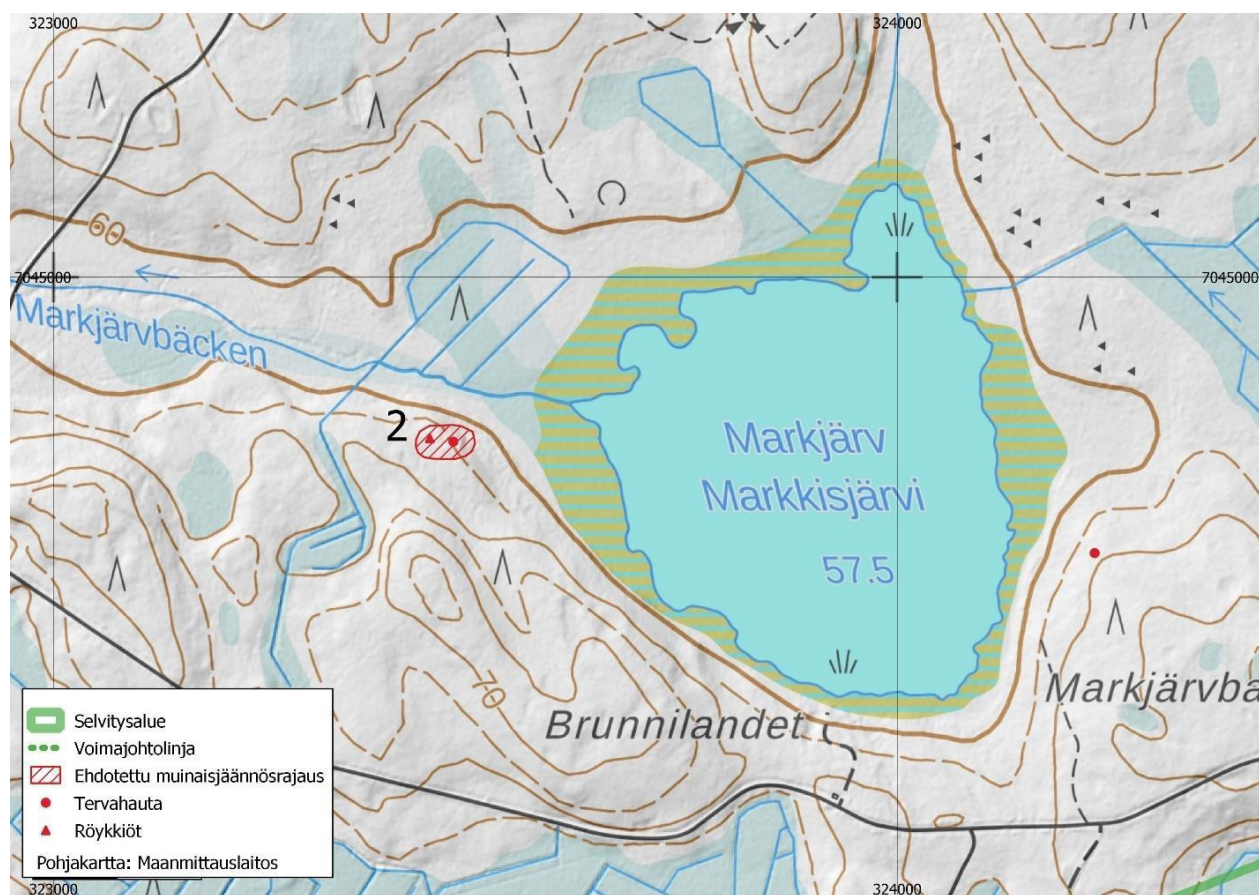 323000
324000
60
7045000
7045000
Markjärvbäcken
2
Markjärv
Markkisjärvi
57.5
70
Markjärvba
Brunnilandet
Selvitysalue
Voimajohtolinja
Ehdotettu muinaisjäännösrajaus
Tervahauta
Röykkiöt
Pohjakartta: Maanmittauslaitos
323000
324000